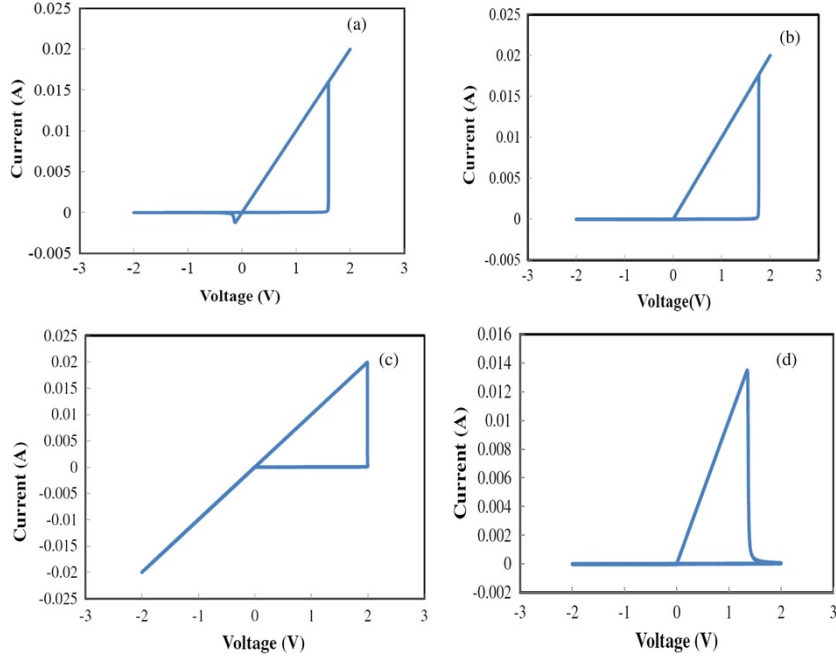 (a)
0.025
0.02
0.015
0.01
0.005
0
-0.005
-3 -2 -1 0 1 2 3
Current (A)
Voltage (V)
(b)
0.025
0.02
0.015
0.01
0.005
0
-0.005
-3 -2 -1 0 1 2 3
Current (A)
Voltage(V)
(c)
0.025
0.02
0.015
0.01
0.005
0
-0.005
-0.01
-0.015
-0.02
-0.025
-3 -2 -1 0 1 2 3
Current (A)
Voltage (V)
(d)
0.016
0.014
0.012
0.01
0.008
0.006
0.004
0.002
0
-0.002
-3 -2 -1 0 1 2 3
Current (A)
Voltage (V)